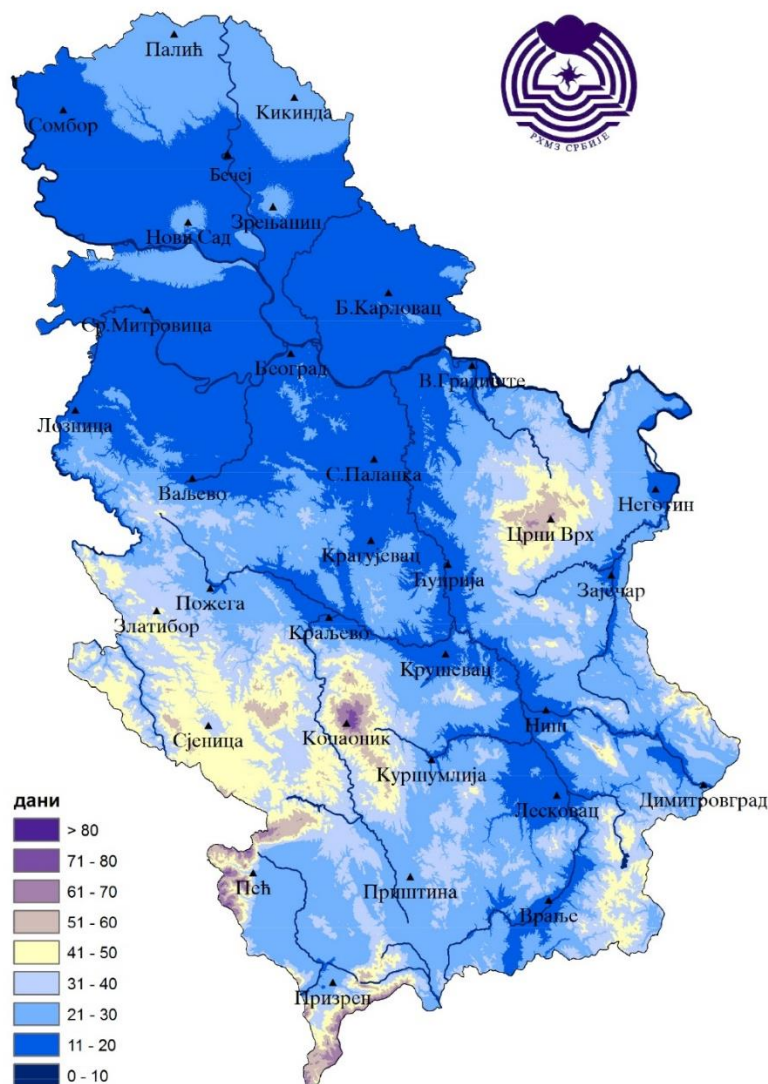 Палић
Кикинда
Сомбор
РХМЗ СРБИЈЕ
Бечеј
Зрењанин
Нови Сад
Б.Карловац
Ср.Митровица
Београд
В.Градиште
Лозница
С.Паланка
Ваљево
Неготин
Црни Врх
Крагујевац
Ћуприја
Зајечар
Пожега
Златибор
Краљево
Крушевац
Ниш
Сјеница
Копаоник
Куршумлија
Димитровград
Лесковац
дани
> 80
71 - 80
61 - 70
51 - 60
41 - 50
31 - 40
21 - 30
11 - 20
0 - 10
Пећ
Приштина
Врање
Призрен